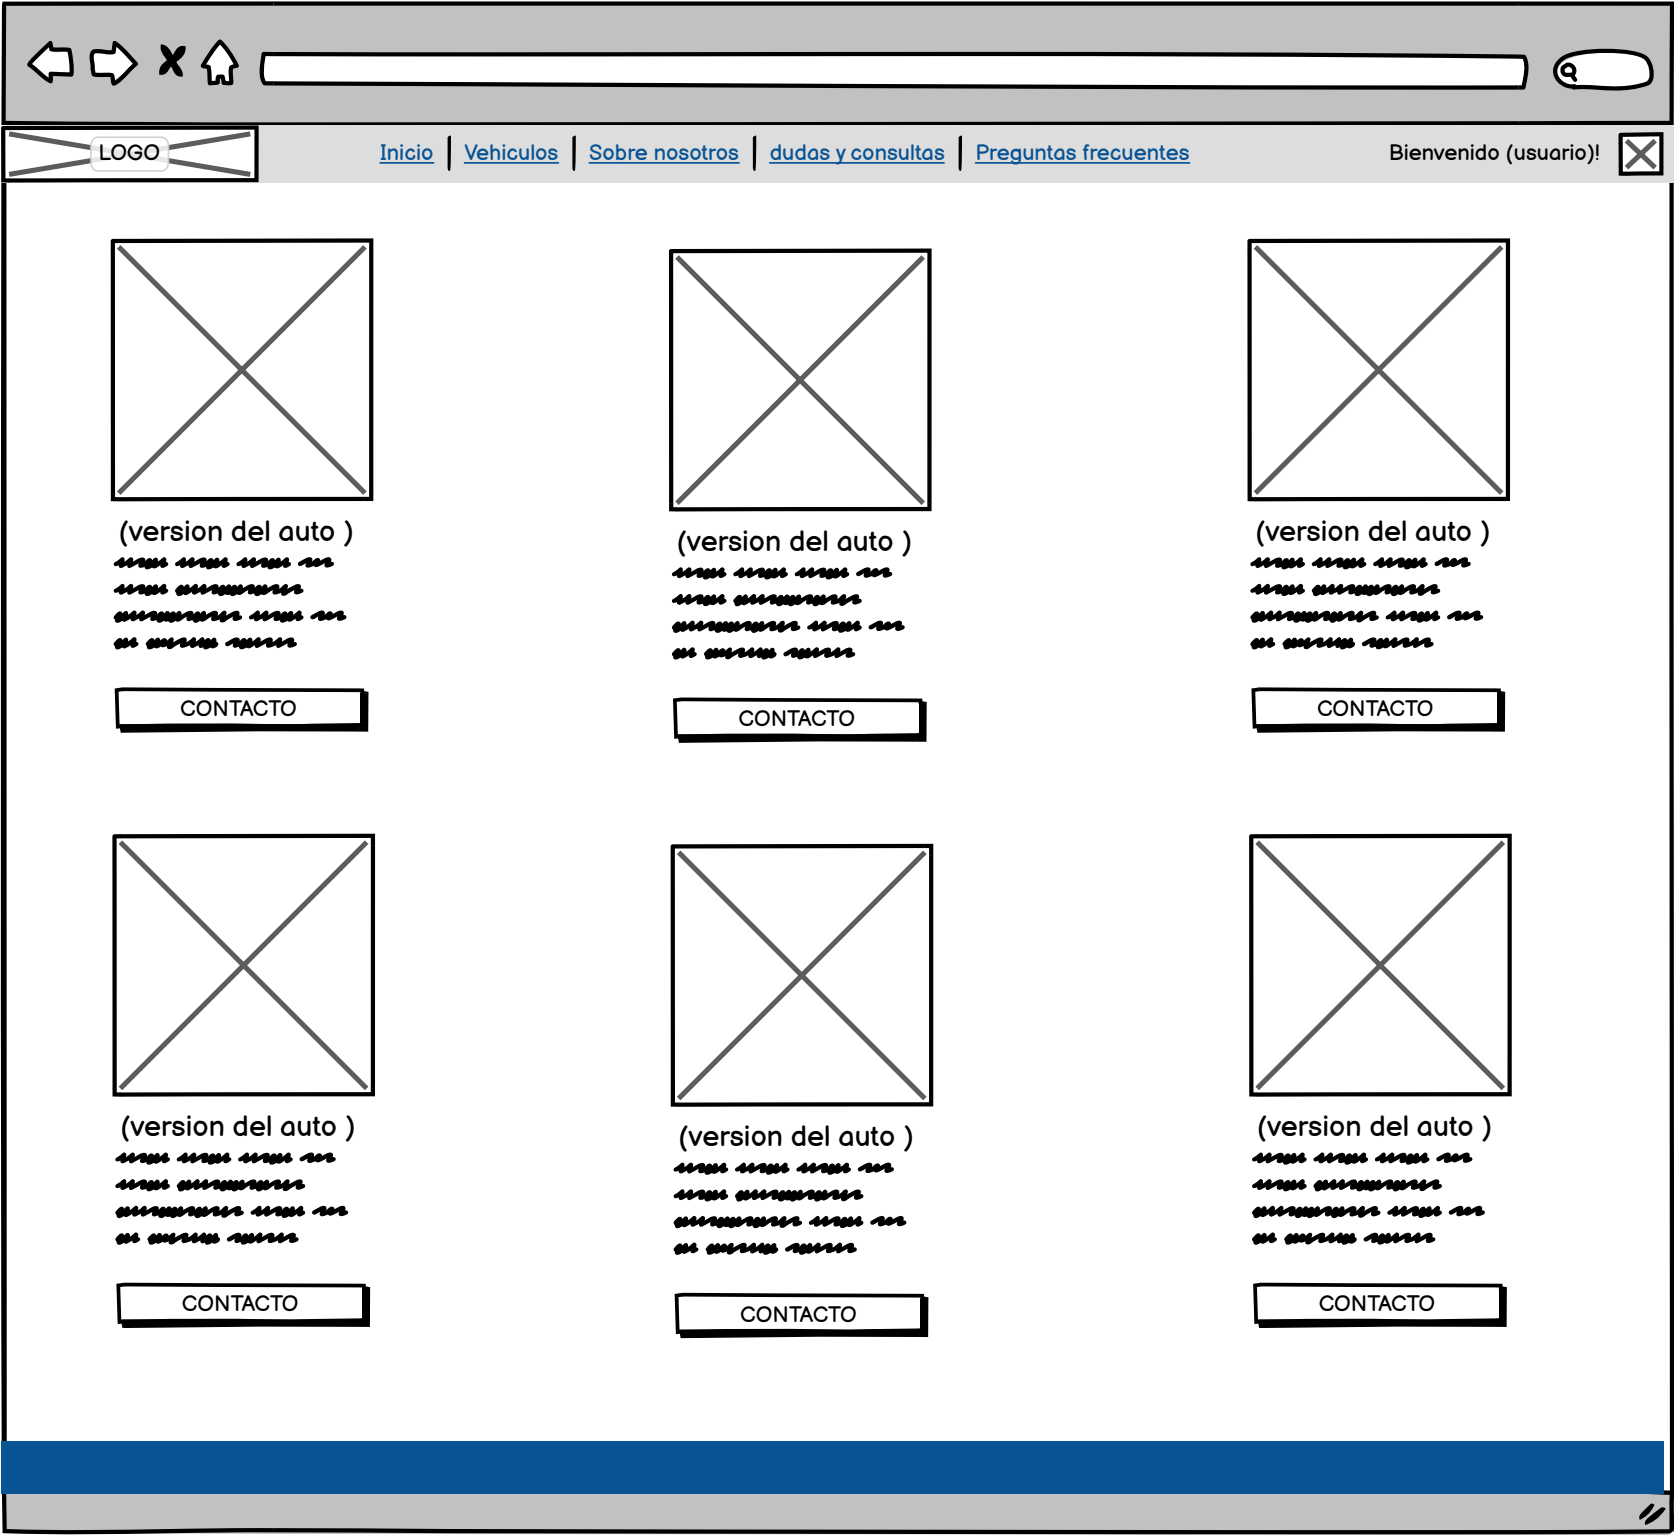 LOGO
Inicio Vehiculos Sobre nosotros dudas y consultas Preguntas frecuentes
Bienvenido (usuario)!
(version del auto )
CONTACTO
(version del auto )
CONTACTO
(version del auto )
CONTACTO
(version del auto )
CONTACTO
(version del auto )
CONTACTO
(version del auto )
CONTACTO